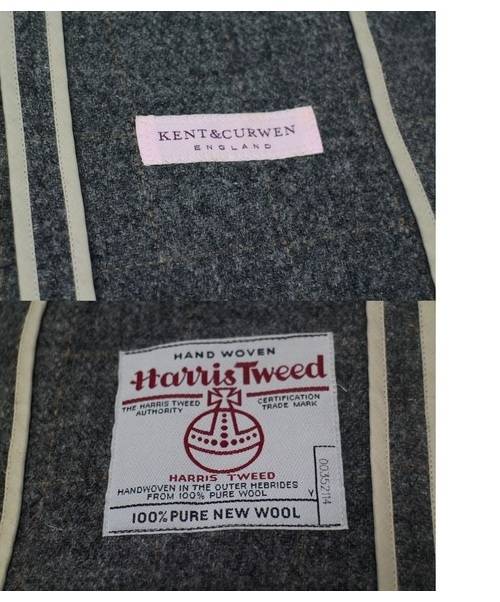 KENT&CURWEN
ENGLAND
HAND WOVEN
Harris Tweed
THE HARRIS TWEED
AUTHORITY
CERTIFICATION
TRADE MARK
HARRIS TWEED
HANDWOVEN IN THE OUTER HEBRIDES
FROM 100% PURE WOOL
Y
100% PURE NEW WOOL